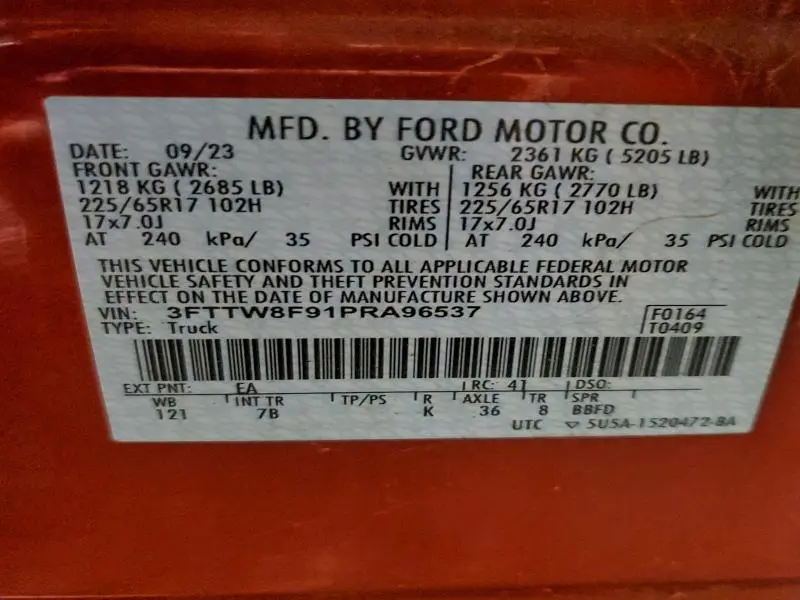 MFD. BY FORD MOTOR CO.
DATE: 09/23 GVWR: 2361 KG ( 5205 LB)
FRONT GAWR: REAR GAWR:
1218 KG ( 2685 LB) WITH 1256 KG ( 2770 LB) WITH
225/65R17 102H TIRES 225/65R17 102H TIRES
17x7.0J RIMS 17x7.0J RIMS
AT 240 kPa/ 35 PSI COLD AT 240 kPa/ 35 PSI COLD
THIS VEHICLE CONFORMS TO ALL APPLICABLE FEDERAL MOTOR
VEHICLE SAFETY AND THEFT PREVENTION STANDARDS IN
EFFECT ON THE DATE OF MANUFACTURE SHOWN ABOVE.
VIN: 3FTTW8F91PRA96537 F0164
TYPE: Truck T0409
EXT PNT: EA RC: 41 DSO:
WB INT TR TP/PS R AXLE TR SPR
121 7B K 36 8 BBFD
UTC ▽ 5U5A-1520472-BA